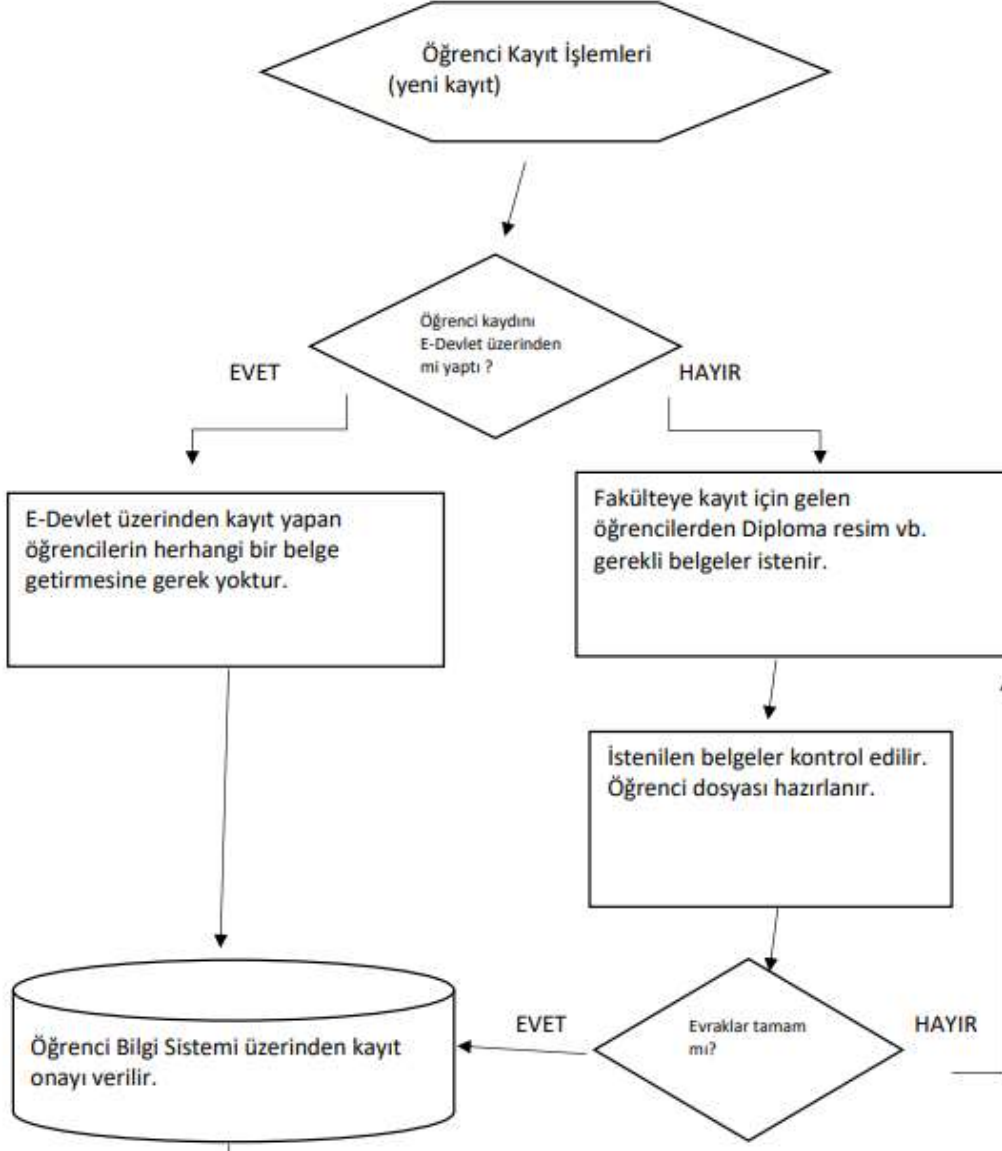 Öğrenci Kayıt İşlemleri
(yeni kayıt)
Öğrenci kaydını
E-Devlet üzerinden
mi yaptı ?
EVET
HAYIR
E-Devlet üzerinden kayıt yapan
öğrencilerin herhangi bir belge
getirmesine gerek yoktur.
Fakülteye kayıt için gelen
öğrencilerden Diploma resim vb.
gerekli belgeler istenir.
İstenilen belgeler kontrol edilir.
Öğrenci dosyası hazırlanır.
Evraklar tamam
mı?
EVET
HAYIR
Öğrenci Bilgi Sistemi üzerinden kayıt
onayı verilir.